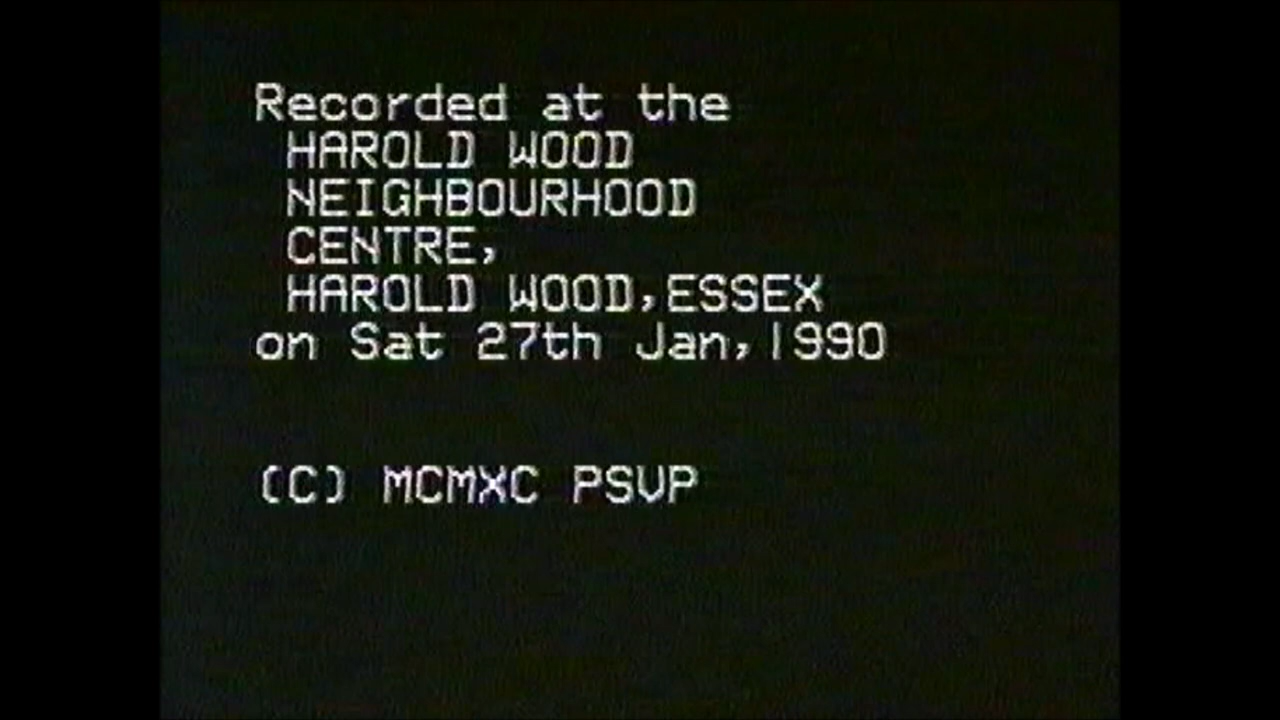 Recorded at the
HAROLD WOOD
NEIGHBOURHOOD
CENTRE,
HAROLD WOOD,ESSEX
on Sat 27th Jan,1990
(C) MCMXC PSVP